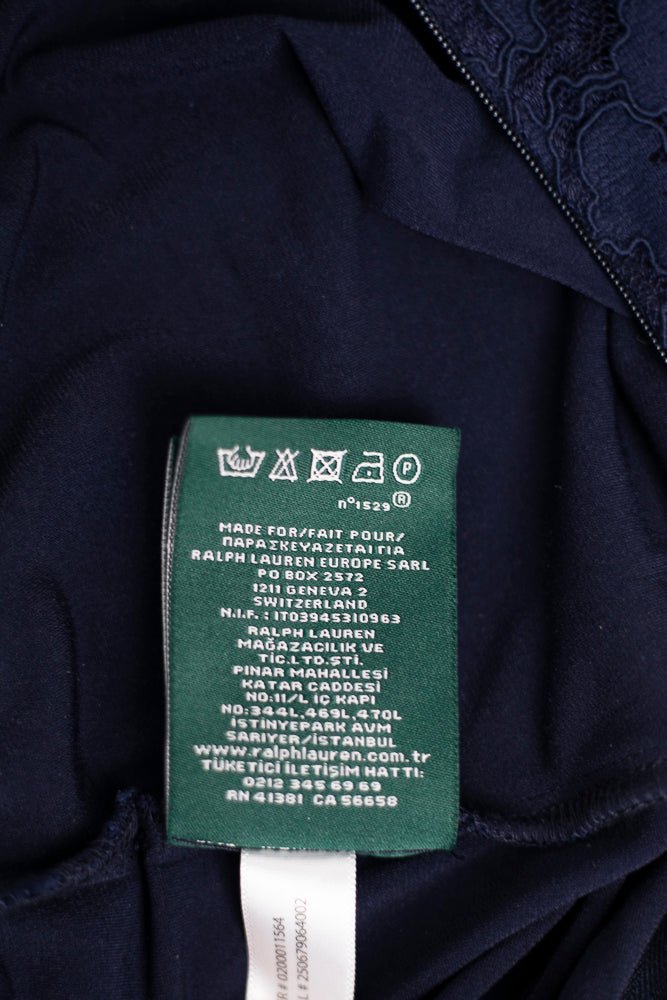 P
n°1529 ®
MADE FOR/FAIT POUR/
ΠΑΡΑΣΚΕΥΑΖΕΤΑΙ ΓΙΑ
RALPH LAUREN EUROPE SARL
PO BOX 2572
1211 GENEVA 2
SWITZERLAND
N.I.F. : IT03945310963
RALPH LAUREN
MAĞAZACILIK VE
TİC.LTD.ŞTİ.
PINAR MAHALLESİ
KATAR CADDESİ
NO:11/L İÇ KAPI
NO:344L,469L,470L
İSTİNYEPARK AVM
SARIYER/İSTANBUL
www.ralphlauren.com.tr
TÜKETİCİ İLETİŞİM HATTI:
0212 345 69 69
RN 41381 CA 56658
R # 0200011564
L # 250679064002